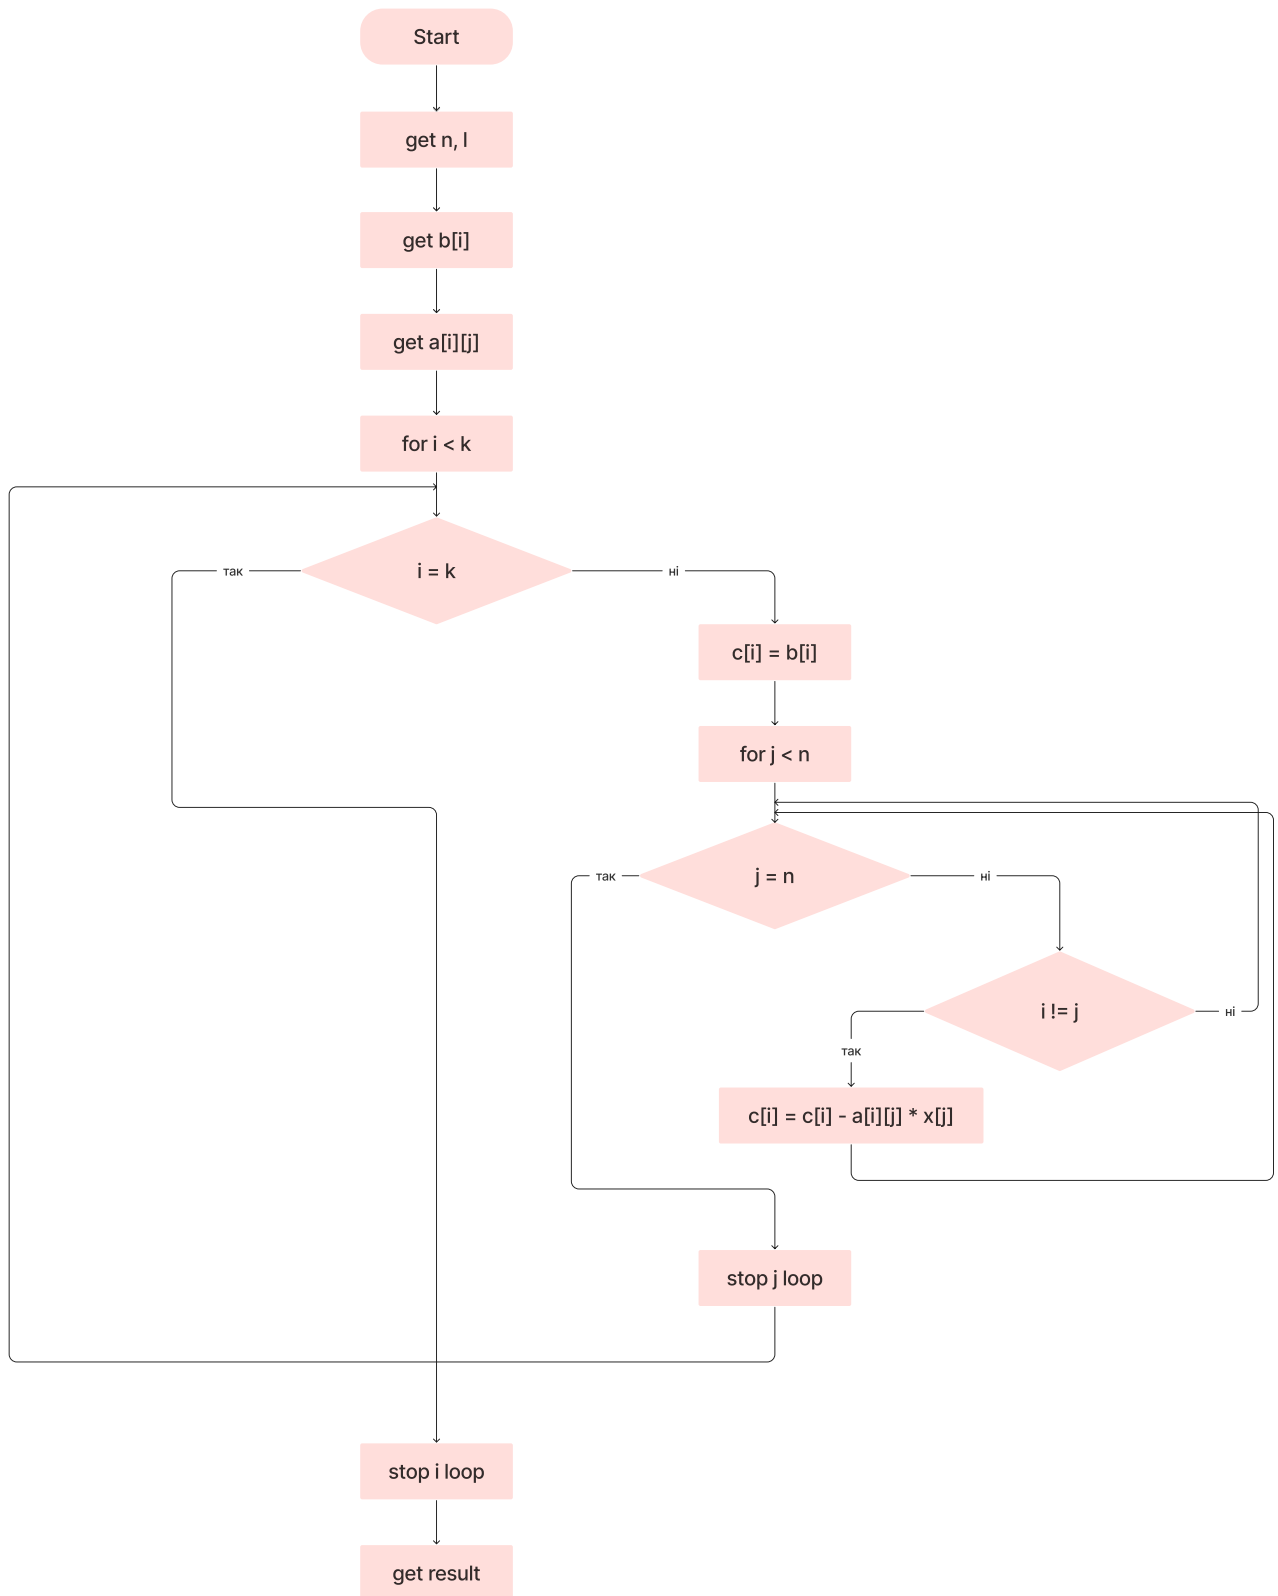 Start
get n, l
get b[i]
get a[i][j]
for i < k
i = k
так
ні
c[i] = b[i]
for j < n
j = n
так
ні
i != j
ні
так
c[i] = c[i] - a[i][j] * x[j]
stop j loop
stop i loop
get result